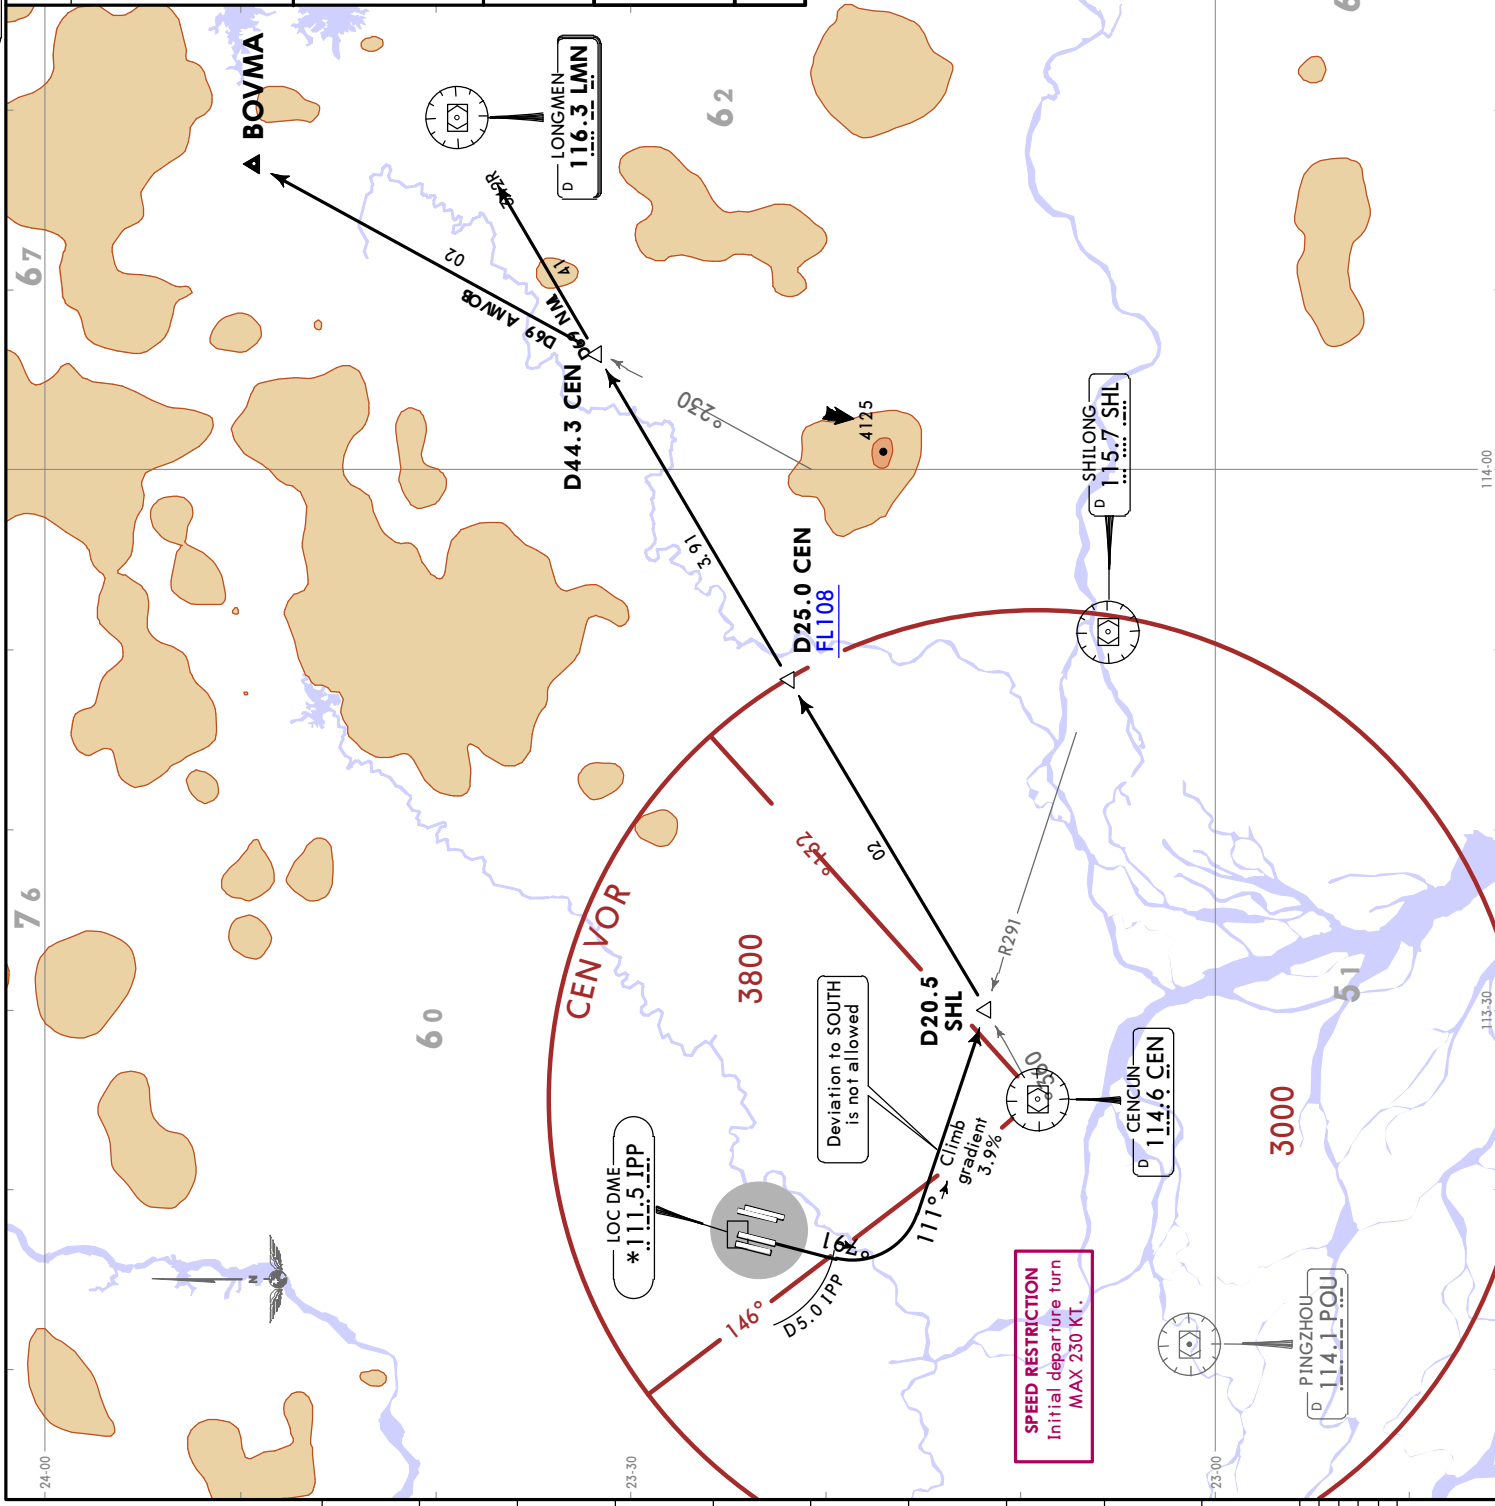 BOVMA
LONGMEN
D
116.3 LMN
62
67
02
D69 AMVOB
D69
NM
41
D44.3 CEN
°230
4125
SHILONG
D
115.7 SHL
114-00
3.91
D25.0 CEN
FL108
°132
02
CEN VOR
3800
76
60
D20.5
SHL
R291
51
113-30
Deviation to SOUTH
is not allowed
CENCUN
D
114.6 CEN
3000
LOC DME
*111.5 IPP
Climb
gradient
3.9%
111°
146°
D5.0 IPP
N
SPEED RESTRICTION
Initial departure turn
MAX 230 KT.
PINGZHOU
D
114.1 POU
24-00
23-30
23-00